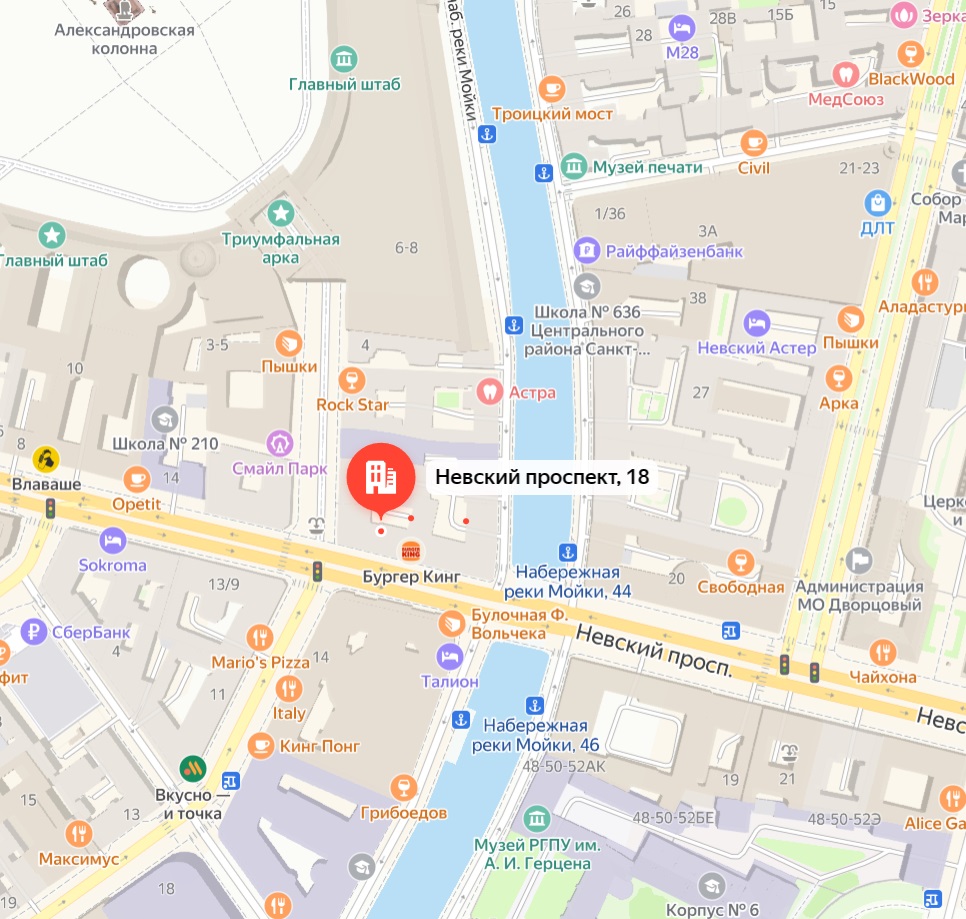 Александровская
колонна
Главный штаб
наб. реки Мойки
26
28
28В
15Б
15
М28
Зерка
BlackWood
МедСоюз
Троицкий мост
Музей печати
Civil
21-23
ДЛТ
Собор
Мар
1/36
3А
Райффайзенбанк
Главный штаб
Триумфальная
арка
6-8
Школа № 636
Центрального
района Санкт-...
38
Невский Астер
Пышки
Аладастури
3-5
Пышки
4
10
Rock Star
Астра
27
Арка
Школа № 210
8
Влаваше
14
Opetit
Смайл Парк
Невский проспект, 18
Церк
и
Sokroma
Бургер Кинг
Набережная
реки Мойки, 44
20
Свободная
Администрация
МО Дворцовый
13/9
СберБанк
4
фит
Mario's Pizza
14
11
Italy
Булочная Ф.
Вольчека
Талион
Невский просп.
Чайхона
Невс
Кинг Понг
Набережная
реки Мойки, 46
48-50-52АК
19
21
Вкусно —
и точка
15
13
Грибоедов
48-50-52БЕ
48-50-52Э
Alice Ga
Максимус
Музей РГПУ им.
А. И. Герцена
18
19
Корпус № 6
BURGER
KING